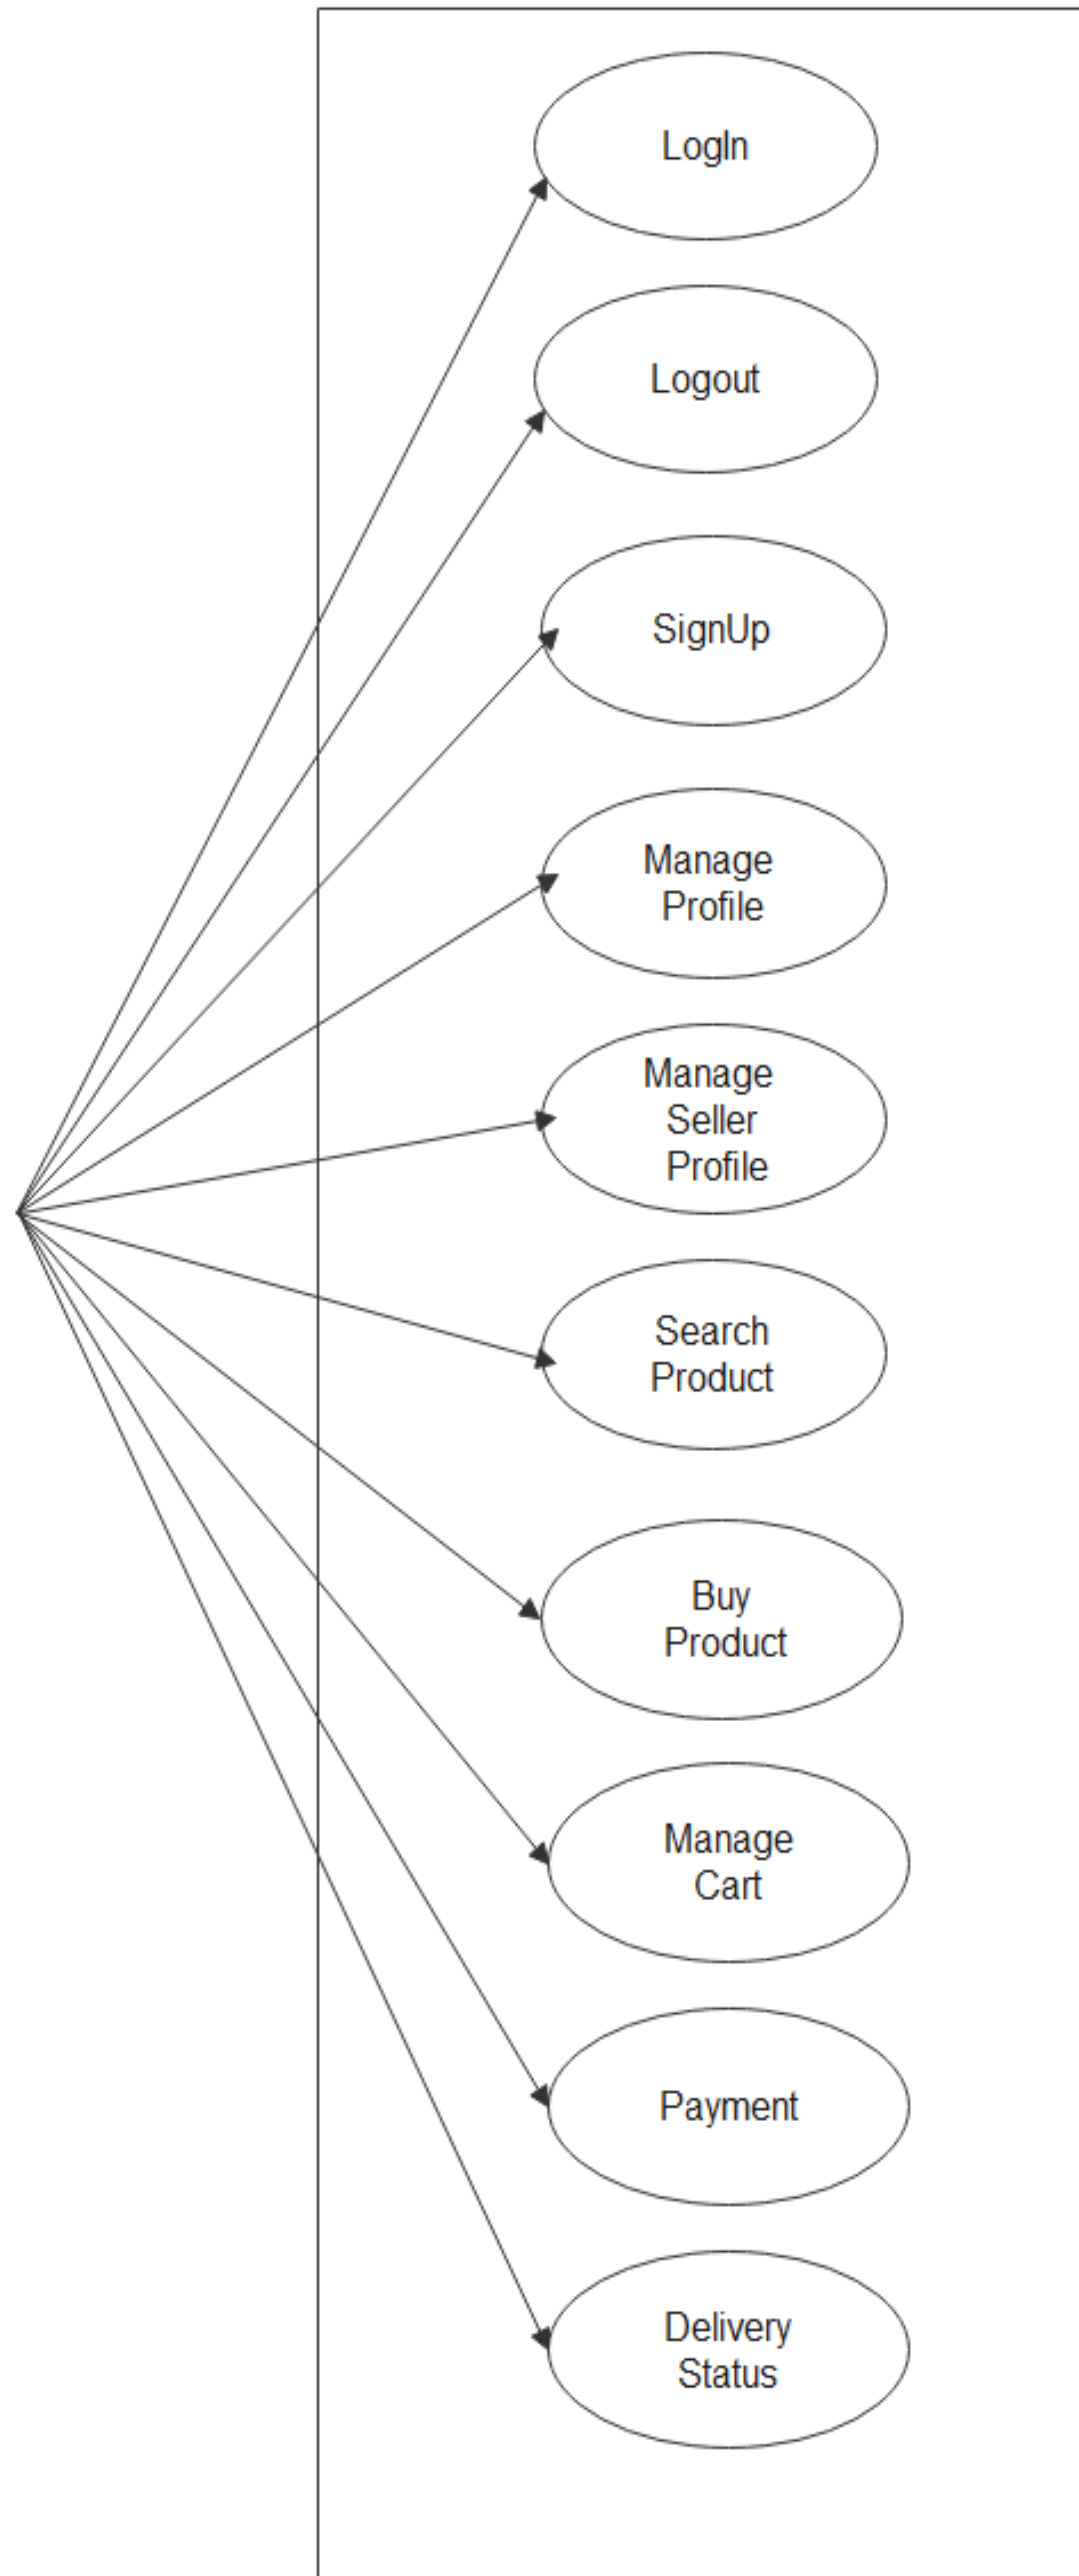 LogIn
Logout
SignUp
Manage
Profile
Manage
Seller
Profile
Search
Product
Buy
Product
Manage
Cart
Payment
Delivery
Status